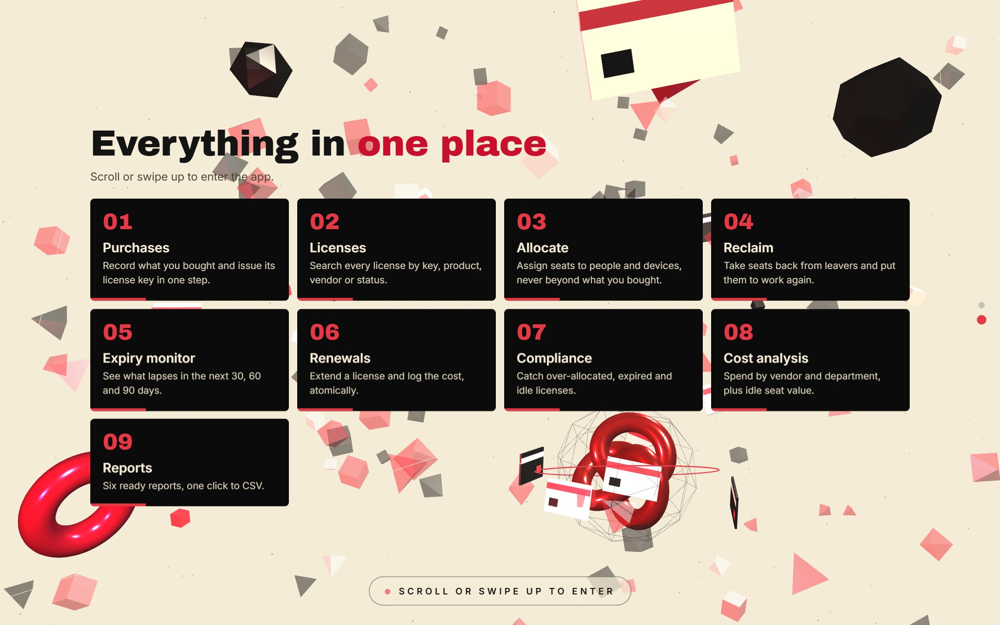 Everything in one place
Scroll or swipe up to enter the app.
01
Purchases
Record what you bought and issue its
license key in one step.
02
Licenses
Search every license by key, product,
vendor or status.
03
Allocate
Assign seats to people and devices,
never beyond what you bought.
04
Reclaim
Take seats back from leavers and put
them to work again.
05
Expiry monitor
See what lapses in the next 30, 60
and 90 days.
06
Renewals
Extend a license and log the cost,
atomically.
07
Compliance
Catch over-allocated, expired and
idle licenses.
08
Cost analysis
Spend by vendor and department,
plus idle seat value.
09
Reports
Six ready reports, one click to CSV.
SCROLL OR SWIPE UP TO ENTER